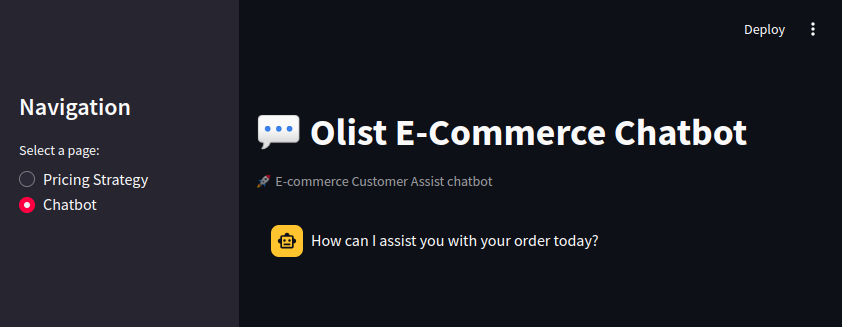 Deploy
Navigation
Select a page:
Pricing Strategy
Chatbot
💬 Olist E-Commerce Chatbot
🚀 E-commerce Customer Assist chatbot
How can I assist you with your order today?